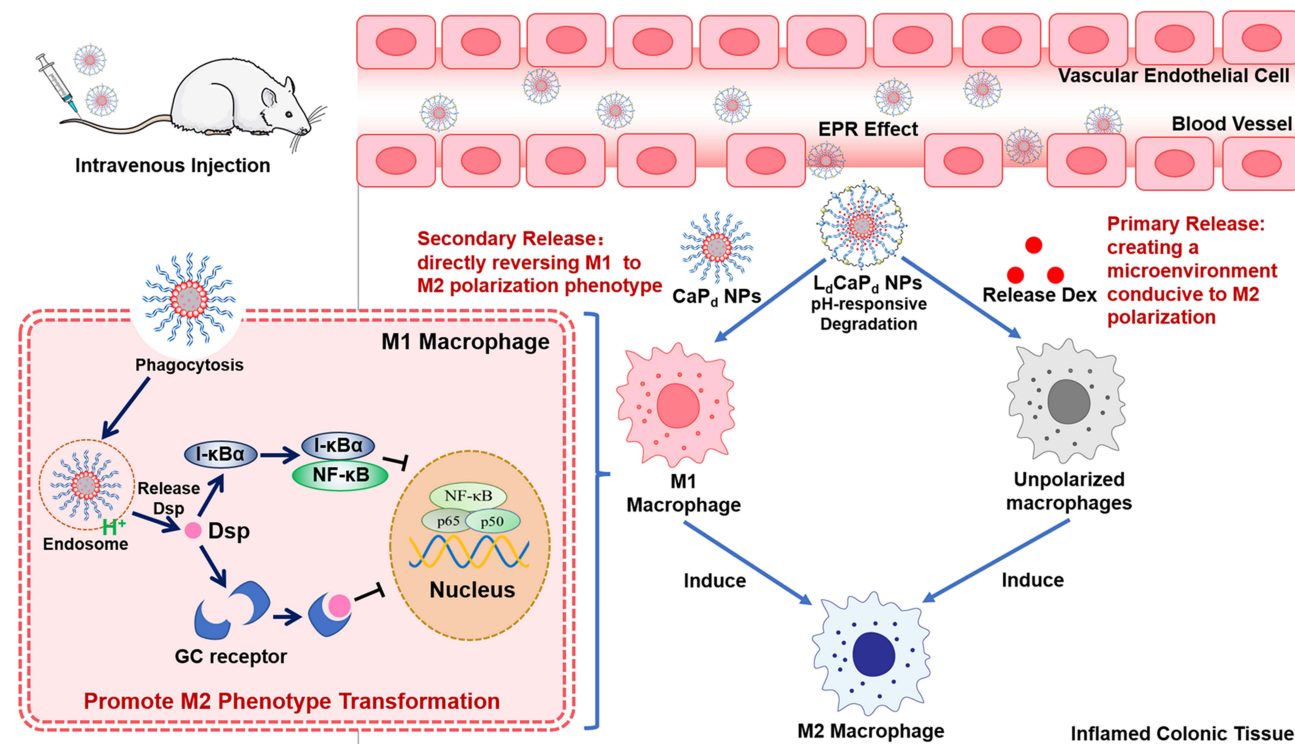 Intravenous Injection
Vascular Endothelial Cell
EPR Effect
Blood Vessel
Secondary Release:
directly reversing M1 to
M2 polarization phenotype
CaPd NPs
LdCaPd NPs
pH-responsive
Degradation
Release Dex
Primary Release:
creating a
microenvironment
conducive to M2
polarization
M1 Macrophage
Phagocytosis
I-κBα
I-κBα
NF-κB
Release
Dsp
H⁺
Endosome
Dsp
NF-κB
p65
p50
Nucleus
GC receptor
Promote M2 Phenotype Transformation
M1
Macrophage
Unpolarized
macrophages
Induce
Induce
M2 Macrophage
Inflamed Colonic Tissue